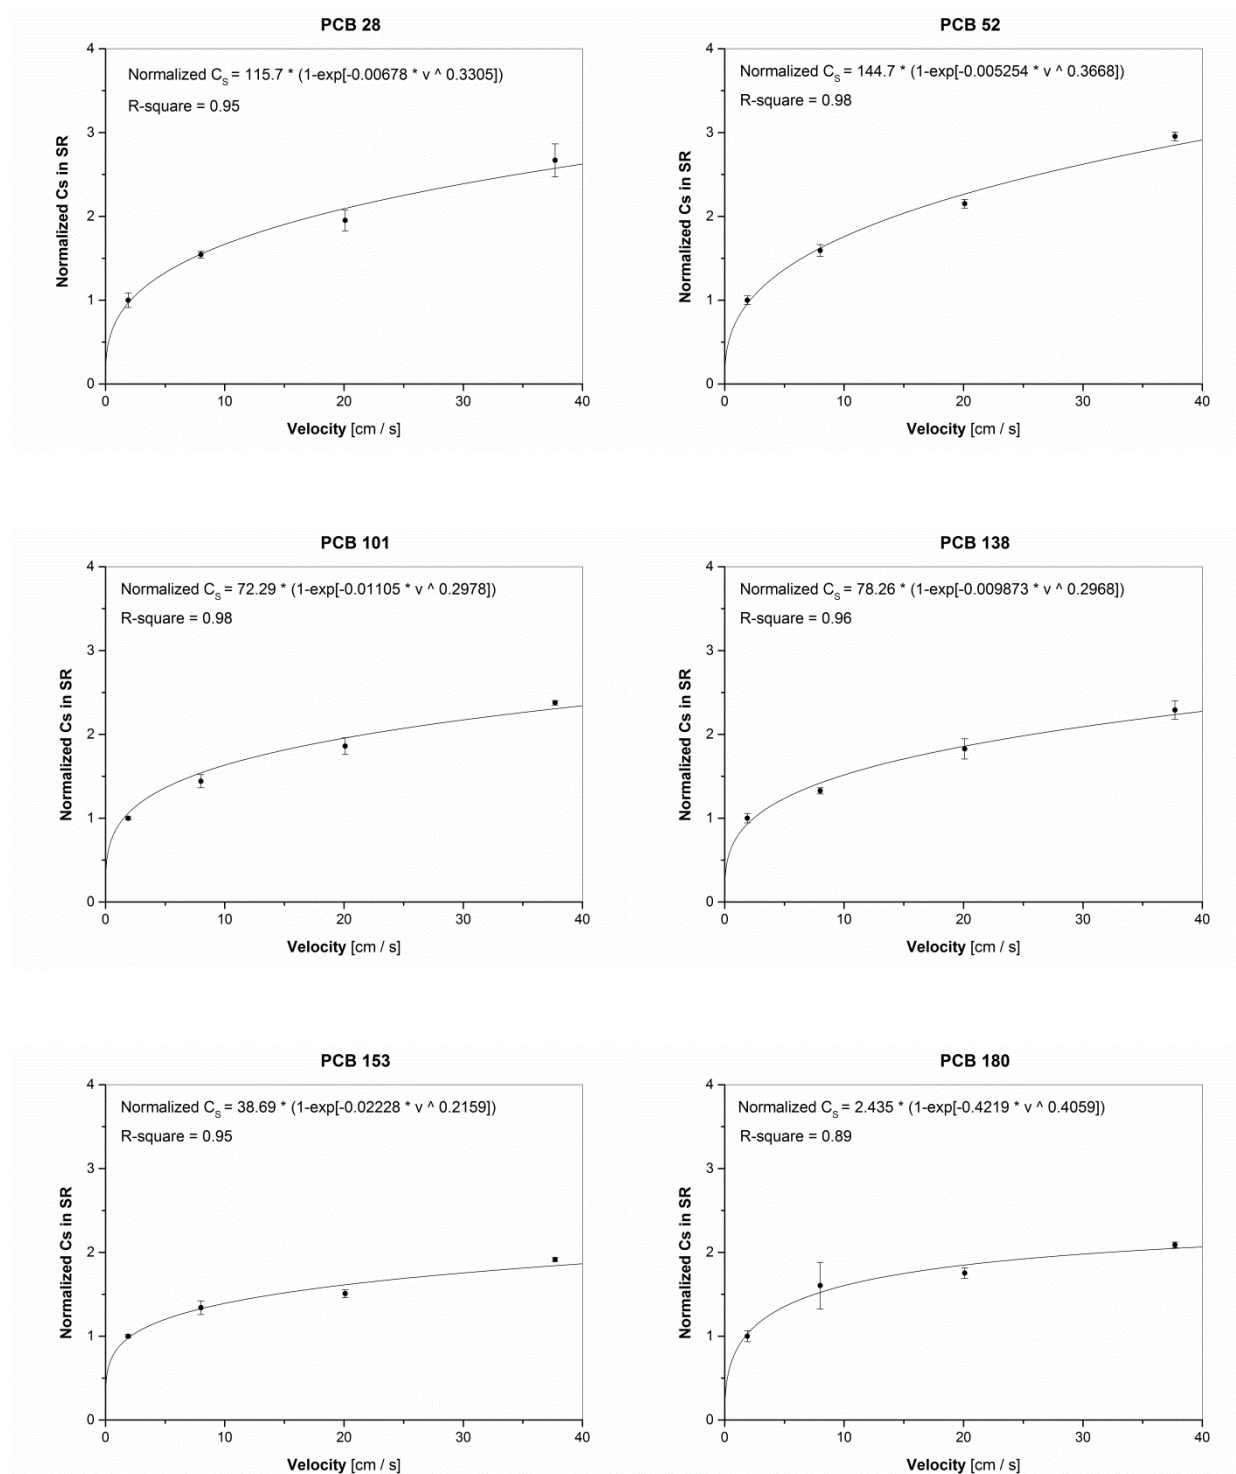 PCB 28
Normalized CS = 115.7 * (1-exp[-0.00678 * v ^ 0.3305])
R-square = 0.95
Normalized Cs in SR
4
3
2
1
0
0 10 20 30 40
Velocity [cm / s]
PCB 52
Normalized CS = 144.7 * (1-exp[-0.005254 * v ^ 0.3668])
R-square = 0.98
Normalized Cs in SR
4
3
2
1
0
0 10 20 30 40
Velocity [cm / s]
PCB 101
Normalized CS = 72.29 * (1-exp[-0.01105 * v ^ 0.2978])
R-square = 0.98
Normalized Cs in SR
4
3
2
1
0
0 10 20 30 40
Velocity [cm / s]
PCB 138
Normalized CS = 78.26 * (1-exp[-0.009873 * v ^ 0.2968])
R-square = 0.96
Normalized Cs in SR
4
3
2
1
0
0 10 20 30 40
Velocity [cm / s]
PCB 153
Normalized CS = 38.69 * (1-exp[-0.02228 * v ^ 0.2159])
R-square = 0.95
Normalized Cs in SR
4
3
2
1
0
0 10 20 30 40
Velocity [cm / s]
PCB 180
Normalized CS = 2.435 * (1-exp[-0.4219 * v ^ 0.4059])
R-square = 0.89
Normalized Cs in SR
4
3
2
1
0
0 10 20 30 40
Velocity [cm / s]